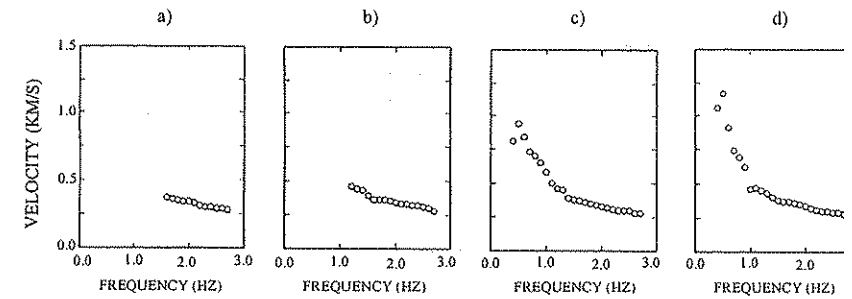 a) b) c) d)
1.5
1.0
0.5
0.0
VELOCITY (KM/S)
0.0 1.0 2.0 3.0 0.0 1.0 2.0 3.0 0.0 1.0 2.0 3.0 0.0 1.0 2.0
FREQUENCY (HZ) FREQUENCY (HZ) FREQUENCY (HZ) FREQUENCY (HZ)